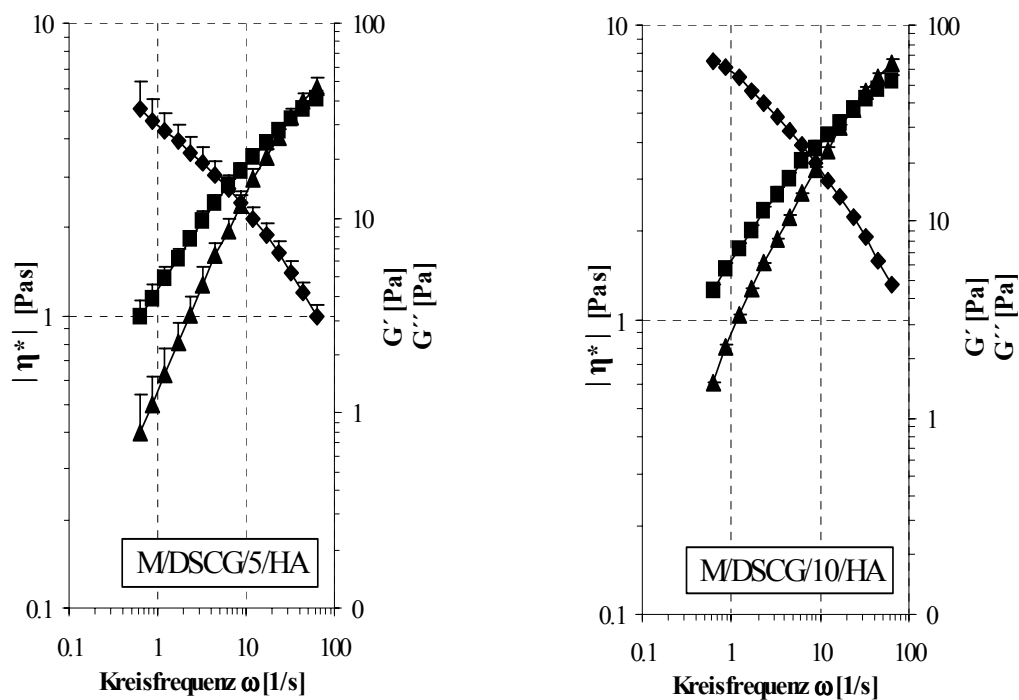 10
1
0.1
| η* | [Pas]
100
10
1
0
G´ [Pa]
G´´ [Pa]
M/DSCG/5/HA
0.1 1 10 100
Kreisfrequenz ω [1/s]
10
1
0.1
| η* | [Pas]
100
10
1
0
G´ [Pa]
G´´ [Pa]
M/DSCG/10/HA
0.1 1 10 100
Kreisfrequenz ω [1/s]